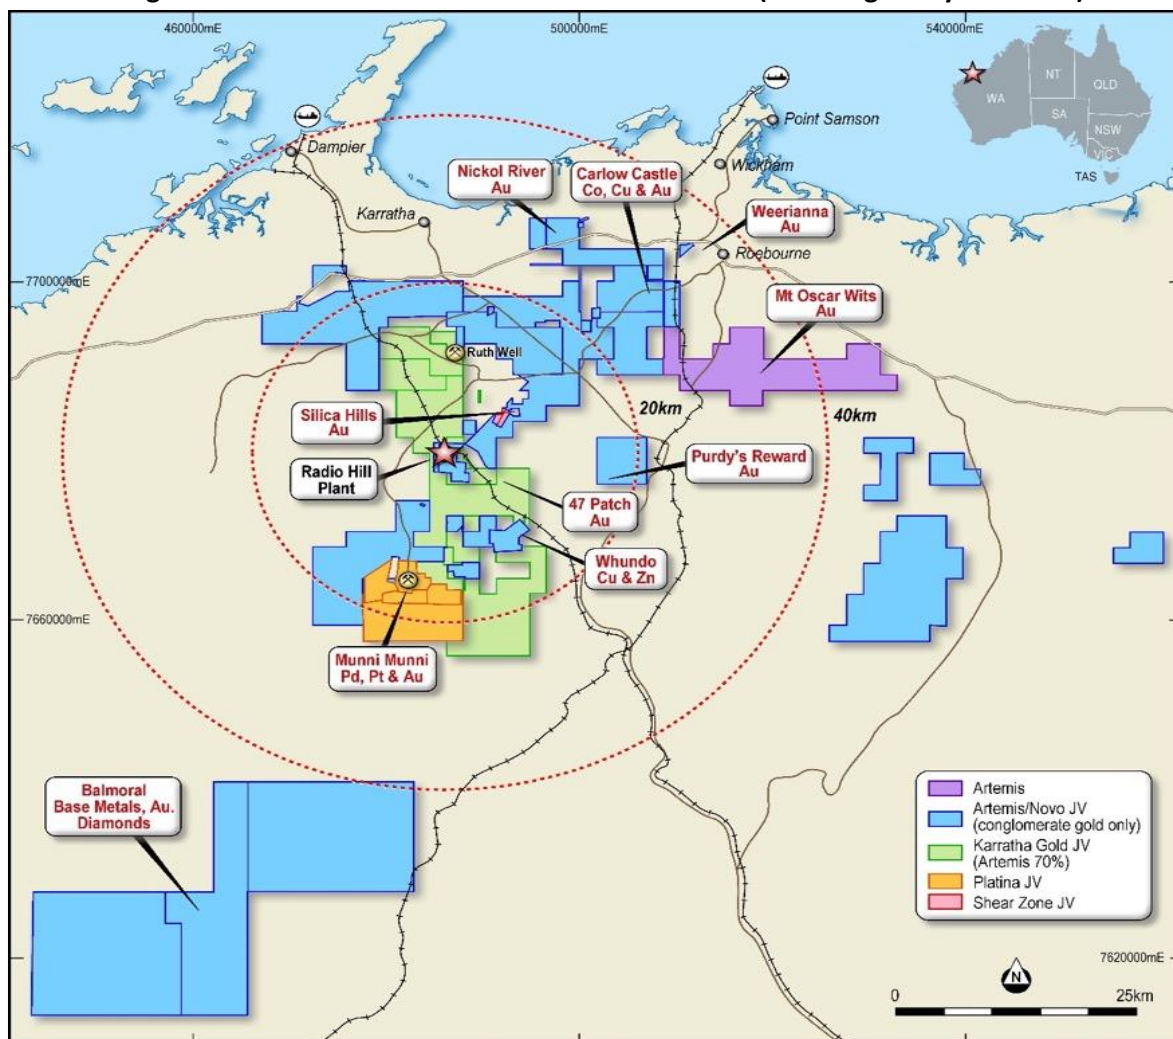 460000mE
500000mE
540000mE
NT
QLD
WA
SA
NSW
VIC
TAS
Point Samson
Dampier
Wickham
Nickol River
Au
Carlow Castle
Co, Cu & Au
Karratha
Weerianna
Au
Roebourne
7700000mE
Mt Oscar Wits
Au
Ruth Well
Silica Hills
Au
20km
40km
Radio Hill
Plant
Purdy's Reward
Au
47 Patch
Au
Whundo
Cu & Zn
7660000mE
Munni Munni
Pd, Pt & Au
Balmoral
Base Metals, Au.
Diamonds
Artemis
Artemis/Novo JV
(conglomerate gold only)
Karratha Gold JV
(Artemis 70%)
Platina JV
Shear Zone JV
7620000mE
N
0
25km